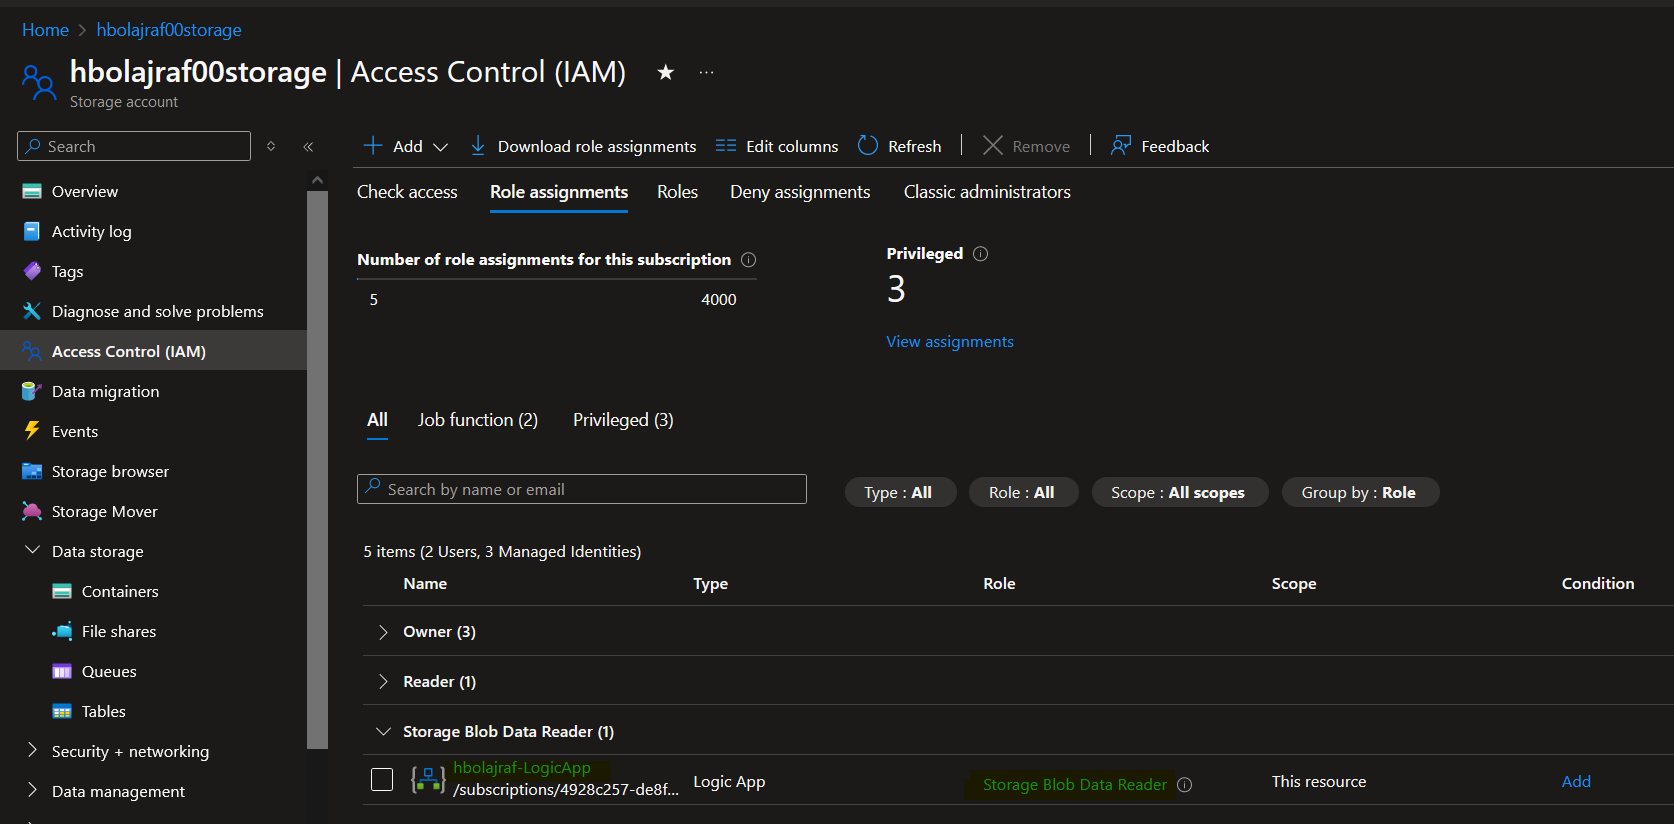 Home > hbolajraf00storage
hbolajraf00storage | Access Control (IAM) ★ ...
Storage account
Search
Add
Download role assignments
Edit columns
Refresh
Remove
Feedback
Overview
Activity log
Tags
Diagnose and solve problems
Access Control (IAM)
Data migration
Events
Storage browser
Storage Mover
Data storage
Containers
File shares
Queues
Tables
Security + networking
Data management
Check access
Role assignments
Roles
Deny assignments
Classic administrators
Number of role assignments for this subscription
5 4000
Privileged
3
View assignments
All
Job function (2)
Privileged (3)
Search by name or email
Type : All
Role : All
Scope : All scopes
Group by : Role
5 items (2 Users, 3 Managed Identities)
Name Type Role Scope Condition
Owner (3)
Reader (1)
Storage Blob Data Reader (1)
hbolajraf-LogicApp
/subscriptions/4928c257-de8f...
Logic App
Storage Blob Data Reader
This resource
Add